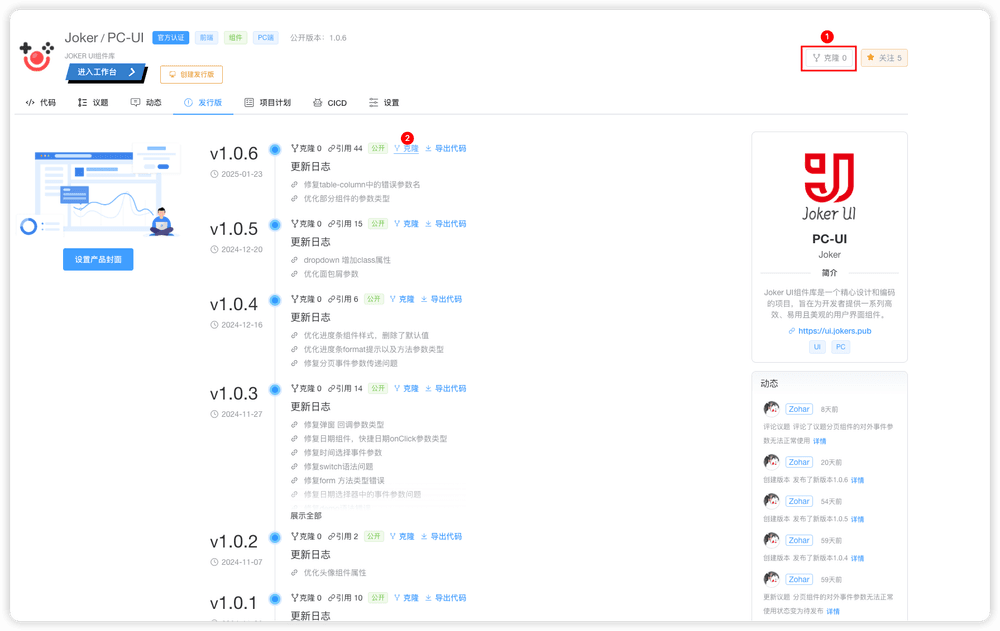 Joker / PC-UI 官方认证 前端 组件 PC端 公开版本：1.0.6
JOKER UI组件库
进入工作台 创建发行版
1
克隆 0 关注 5
代码 议题 动态 发行版 项目计划 CICD 设置
设置产品封面
2
v1.0.6 克隆 0 引用 44 公开 克隆 导出代码
2025-01-23 更新日志
修复table-column中的错误参数名
优化部分组件的参数类型
v1.0.5 克隆 0 引用 15 公开 克隆 导出代码
2024-12-20 更新日志
dropdown 增加class属性
优化面包屑参数
v1.0.4 克隆 0 引用 6 公开 克隆 导出代码
2024-12-16 更新日志
优化进度条组件样式，删除了默认值
优化进度条format提示以及方法参数类型
修复分页事件参数传递问题
v1.0.3 克隆 0 引用 14 公开 克隆 导出代码
2024-11-27 更新日志
修复弹窗 回调参数类型
修复日期组件，快捷日期onClick参数类型
修复时间选择事件参数
修复switch语法问题
修复form 方法类型错误
修复日期选择器中的事件参数问题
展示全部
v1.0.2 克隆 0 引用 2 公开 克隆 导出代码
2024-11-07 更新日志
优化头像组件属性
v1.0.1 克隆 0 引用 10 公开 克隆 导出代码
更新日志
Joker UI
PC-UI
Joker
简介
Joker UI组件库是一个精心设计和编码
的项目，旨在为开发者提供一系列高
效、易用且美观的用户界面组件。
https://ui.jokers.pub
UI PC
动态
Zohar 8天前
评论议题 评论了议题分页组件的对外事件参
数无法正常使用 详情
Zohar 20天前
创建版本 发布了新版本1.0.6 详情
Zohar 54天前
创建版本 发布了新版本1.0.5 详情
Zohar 59天前
创建版本 发布了新版本1.0.4 详情
Zohar 59天前
更新议题 分页组件的对外事件参数无法正常
使用状态变为待发布 详情